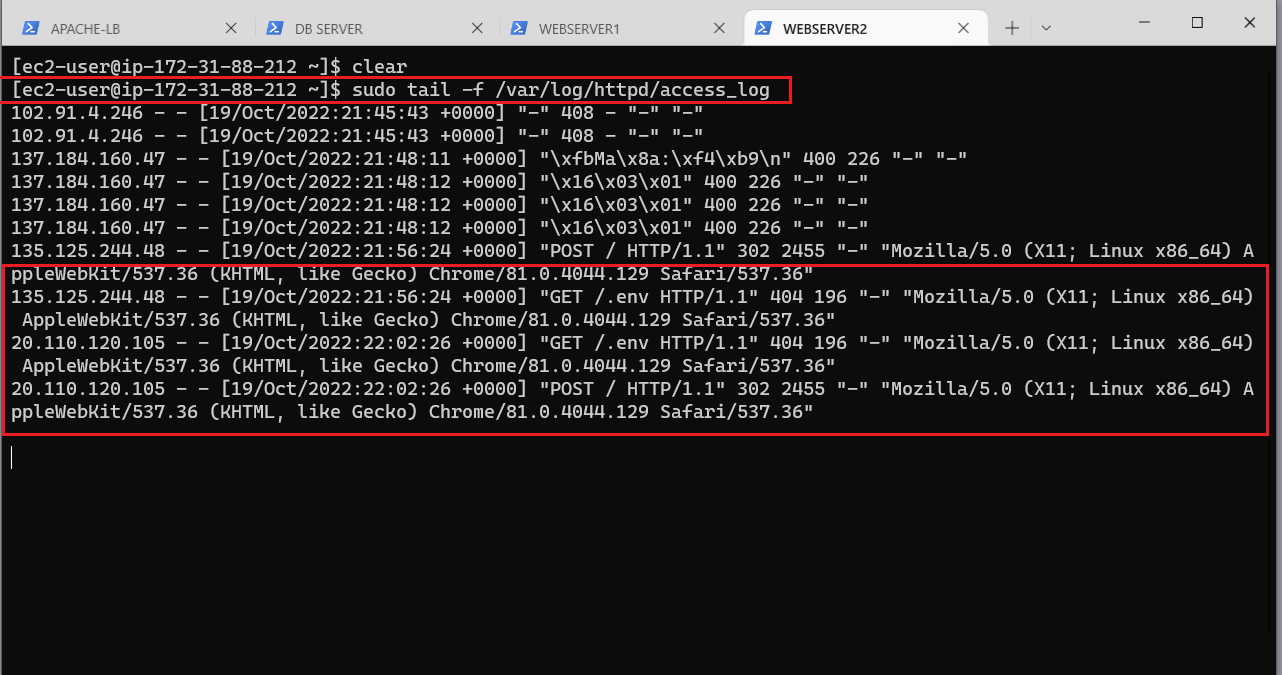 APACHE-LB
DB SERVER
WEBSERVER1
WEBSERVER2
[ec2-user@ip-172-31-88-212 ~]$ clear
[ec2-user@ip-172-31-88-212 ~]$ sudo tail -f /var/log/httpd/access_log
102.91.4.246 - - [19/Oct/2022:21:45:43 +0000] "-" 408 - "-" "-"
102.91.4.246 - - [19/Oct/2022:21:45:43 +0000] "-" 408 - "-" "-"
137.184.160.47 - - [19/Oct/2022:21:48:11 +0000] "\xfbMa\x8a:\xf4\xb9\n" 400 226 "-" "-"
137.184.160.47 - - [19/Oct/2022:21:48:12 +0000] "\x16\x03\x01" 400 226 "-" "-"
137.184.160.47 - - [19/Oct/2022:21:48:12 +0000] "\x16\x03\x01" 400 226 "-" "-"
137.184.160.47 - - [19/Oct/2022:21:48:12 +0000] "\x16\x03\x01" 400 226 "-" "-"
135.125.244.48 - - [19/Oct/2022:21:56:24 +0000] "POST / HTTP/1.1" 302 2455 "-" "Mozilla/5.0 (X11; Linux x86_64) A
ppleWebKit/537.36 (KHTML, like Gecko) Chrome/81.0.4044.129 Safari/537.36"
135.125.244.48 - - [19/Oct/2022:21:56:24 +0000] "GET /.env HTTP/1.1" 404 196 "-" "Mozilla/5.0 (X11; Linux x86_64)
 AppleWebKit/537.36 (KHTML, like Gecko) Chrome/81.0.4044.129 Safari/537.36"
20.110.120.105 - - [19/Oct/2022:22:02:26 +0000] "GET /.env HTTP/1.1" 404 196 "-" "Mozilla/5.0 (X11; Linux x86_64)
 AppleWebKit/537.36 (KHTML, like Gecko) Chrome/81.0.4044.129 Safari/537.36"
20.110.120.105 - - [19/Oct/2022:22:02:26 +0000] "POST / HTTP/1.1" 302 2455 "-" "Mozilla/5.0 (X11; Linux x86_64) A
ppleWebKit/537.36 (KHTML, like Gecko) Chrome/81.0.4044.129 Safari/537.36"